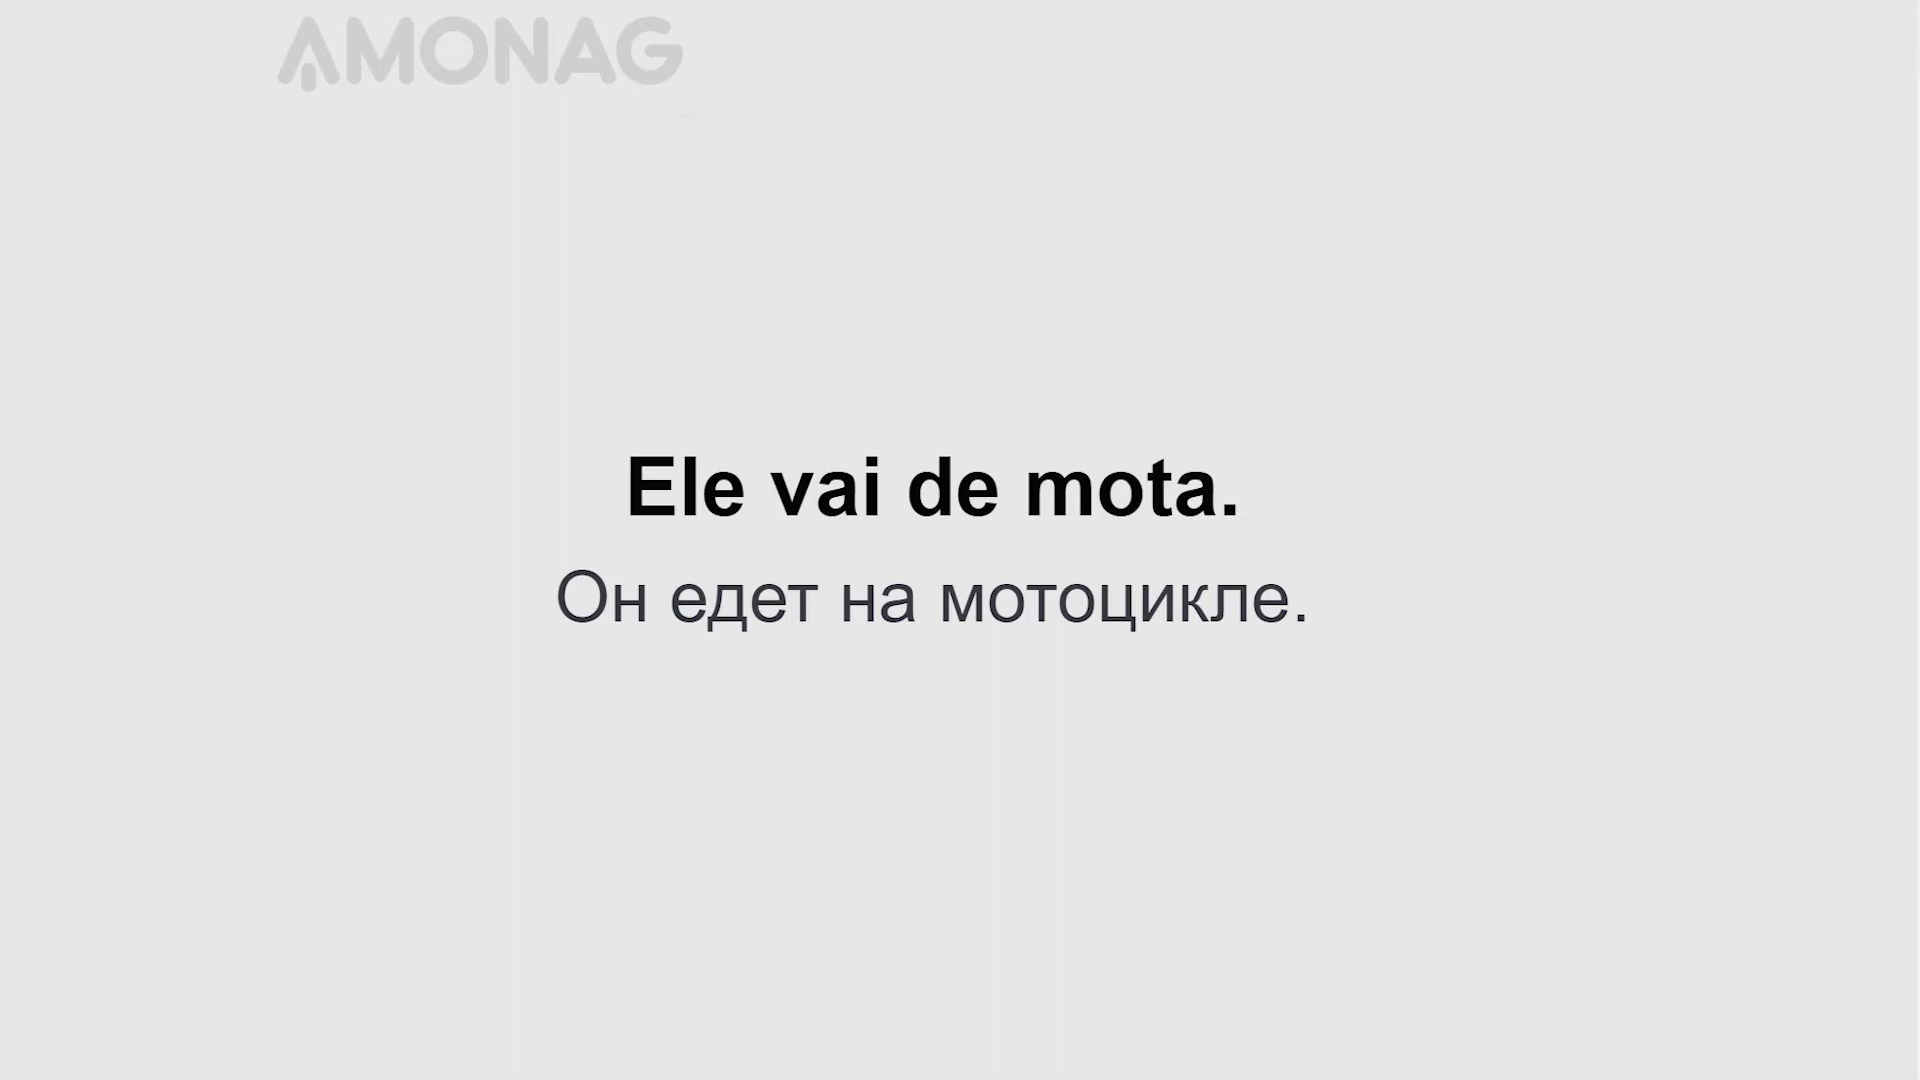 AMONAG
Ele vai de mota.
Он едет на мотоцикле.